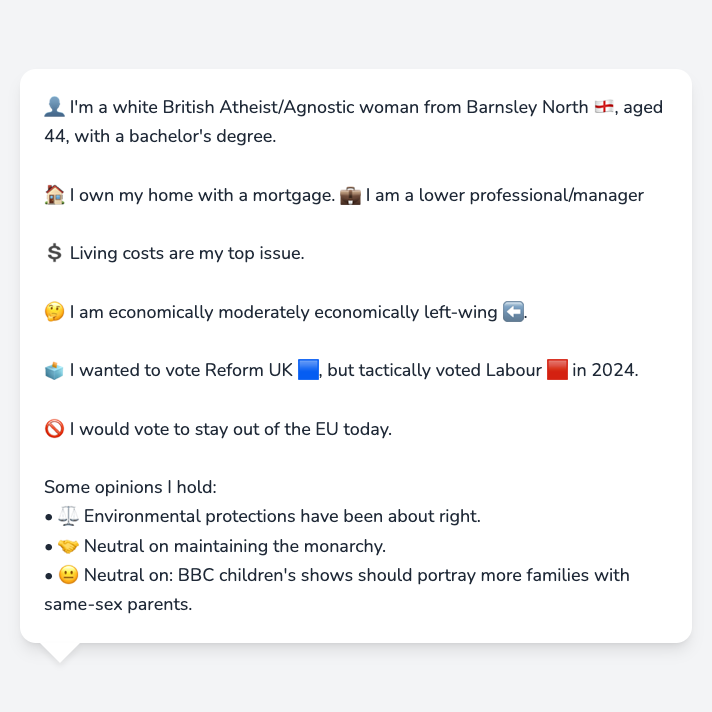 👤 I'm a white British Atheist/Agnostic woman from Barnsley North 🏴󠁧󠁢󠁥󠁮󠁧󠁿, aged
44, with a bachelor's degree.
🏠 I own my home with a mortgage. 💼 I am a lower professional/manager
💲 Living costs are my top issue.
🤔 I am economically moderately economically left-wing ⬅️.
🗳️ I wanted to vote Reform UK 🟦, but tactically voted Labour 🟥 in 2024.
🚫 I would vote to stay out of the EU today.
Some opinions I hold:
• ⚖️ Environmental protections have been about right.
• 🤝 Neutral on maintaining the monarchy.
• 😐 Neutral on: BBC children's shows should portray more families with
same-sex parents.